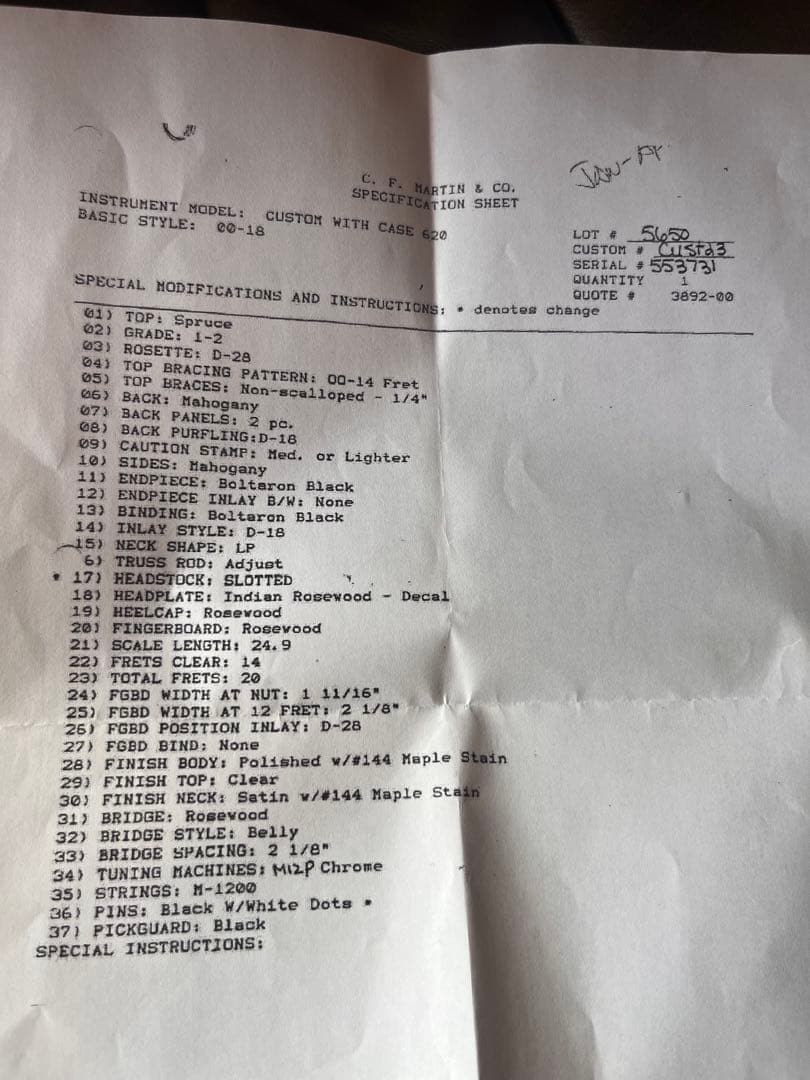 C. F. MARTIN & CO.
SPECIFICATION SHEET
INSTRUMENT MODEL: CUSTOM WITH CASE 620
BASIC STYLE: 00-18
LOT # 5650
CUSTOM # CUST23
SERIAL # 553731
QUANTITY 1
QUOTE # 3892-00
SPECIAL MODIFICATIONS AND INSTRUCTIONS: * denotes change
01) TOP: Spruce
02) GRADE: 1-2
03) ROSETTE: D-28
04) TOP BRACING PATTERN: OO-14 Fret
05) TOP BRACES: Non-scalloped - 1/4"
06) BACK: Mahogany
07) BACK PANELS: 2 pc.
08) BACK PURFLING:D-18
09) CAUTION STAMP: Med. or Lighter
10) SIDES: Mahogany
11) ENDPIECE: Boltaron Black
12) ENDPIECE INLAY B/W: None
13) BINDING: Boltaron Black
14) INLAY STYLE: D-18
15) NECK SHAPE: LP
6) TRUSS ROD: Adjust
* 17) HEADSTOCK: SLOTTED
18) HEADPLATE: Indian Rosewood - Decal
19) HEELCAP: Rosewood
20) FINGERBOARD: Rosewood
21) SCALE LENGTH: 24.9
22) FRETS CLEAR: 14
23) TOTAL FRETS: 20
24) FGBD WIDTH AT NUT: 1 11/16"
25) FGBD WIDTH AT 12 FRET: 2 1/8"
26) FGBD POSITION INLAY: D-28
27) FGBD BIND: None
28) FINISH BODY: Polished w/#144 Maple Stain
29) FINISH TOP: Clear
30) FINISH NECK: Satin w/#144 Maple Stain
31) BRIDGE: Rosewood
32) BRIDGE STYLE: Belly
33) BRIDGE SPACING: 2 1/8"
34) TUNING MACHINES: M12P Chrome
35) STRINGS: M-1200
36) PINS: Black W/White Dots *
37) PICKGUARD: Black
SPECIAL INSTRUCTIONS: